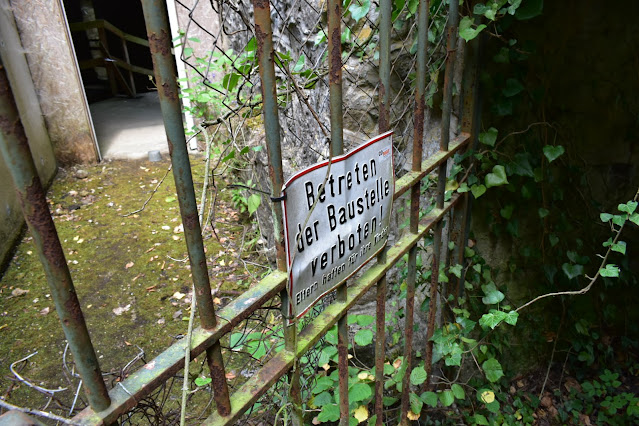 Betreten
der Baustelle
verboten!
Eltern haften für ihre Kinder